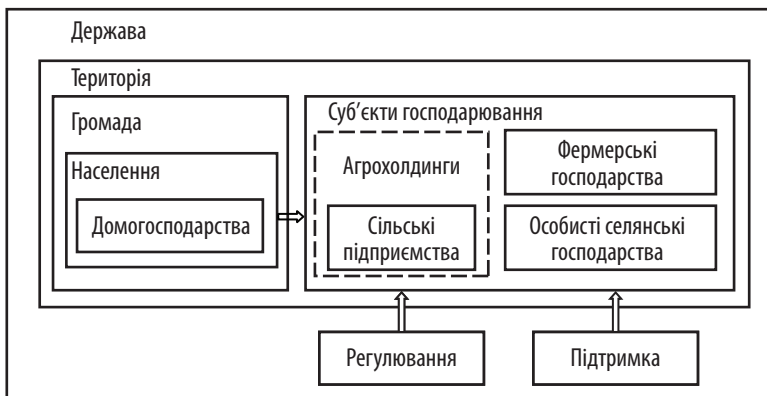 Держава
Територія
Громада
Населення
Домогосподарства
Суб’єкти господарювання
Агрохолдинги
Сільські
підприємства
Фермерські
господарства
Особисті селянські
господарства
Регулювання
Підтримка